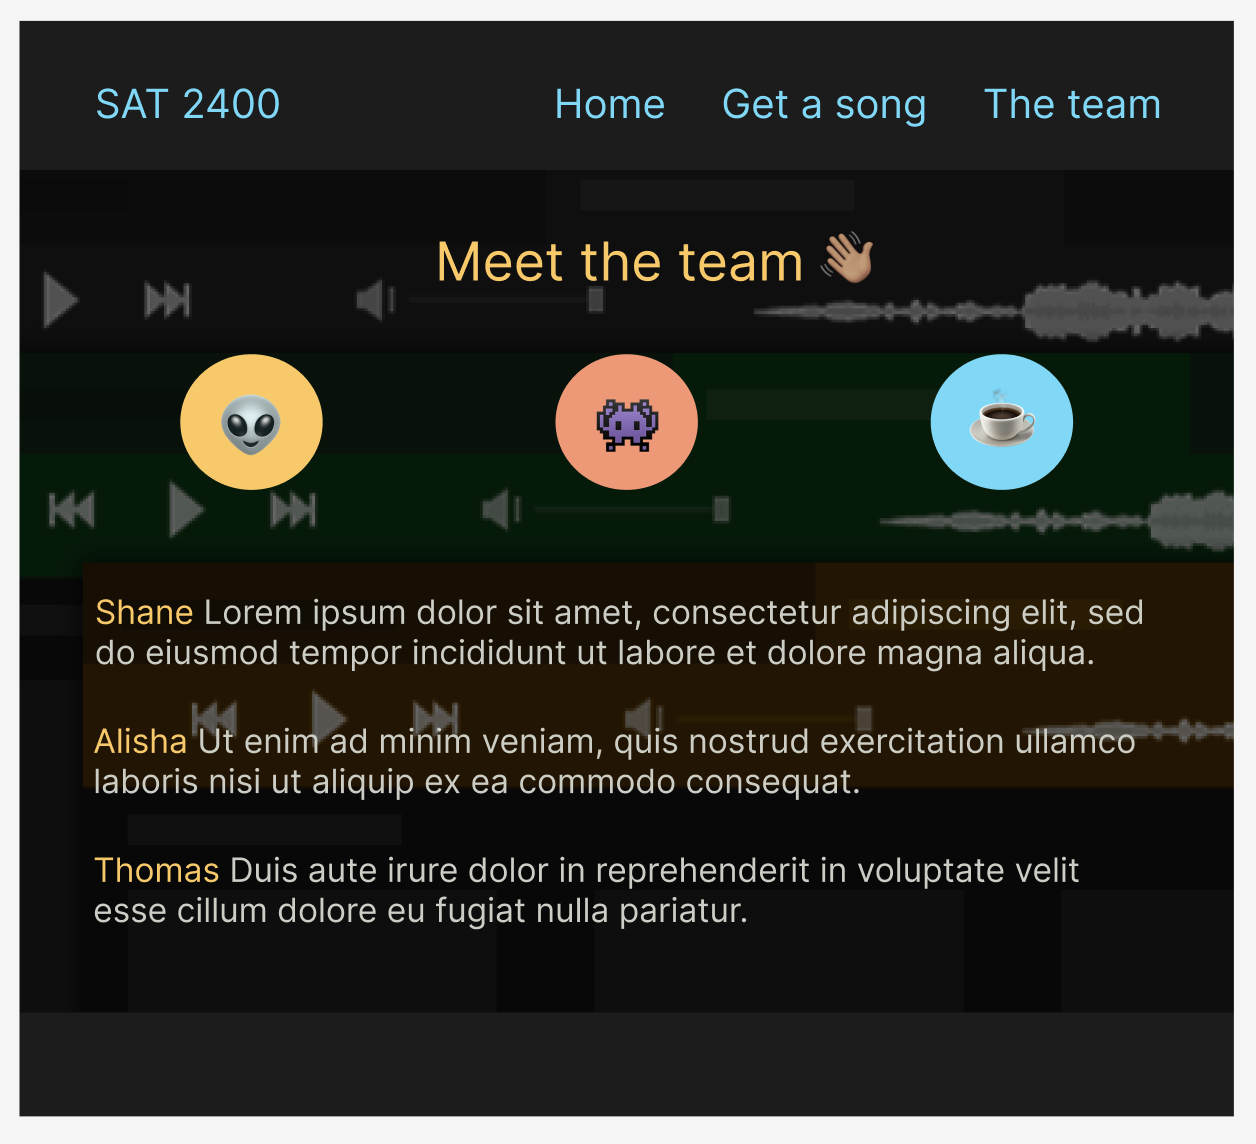 SAT 2400
Home
Get a song
The team
Meet the team 👋🏽
Shane Lorem ipsum dolor sit amet, consectetur adipiscing elit, sed
do eiusmod tempor incididunt ut labore et dolore magna aliqua.
Alisha Ut enim ad minim veniam, quis nostrud exercitation ullamco
laboris nisi ut aliquip ex ea commodo consequat.
Thomas Duis aute irure dolor in reprehenderit in voluptate velit
esse cillum dolore eu fugiat nulla pariatur.